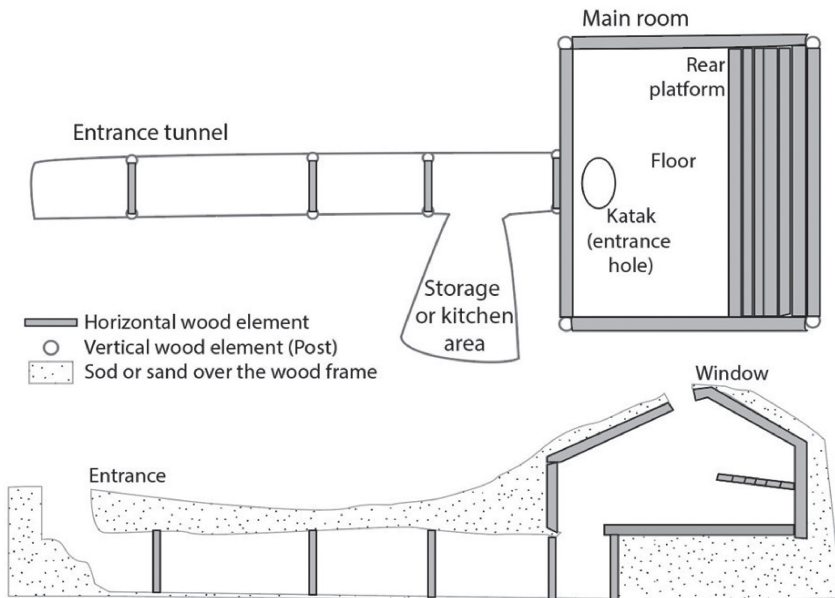 Main room
Rear
platform
Entrance tunnel
Floor
Katak
(entrance
hole)
Storage
or kitchen
area
Horizontal wood element
Vertical wood element (Post)
Sod or sand over the wood frame
Window
Entrance